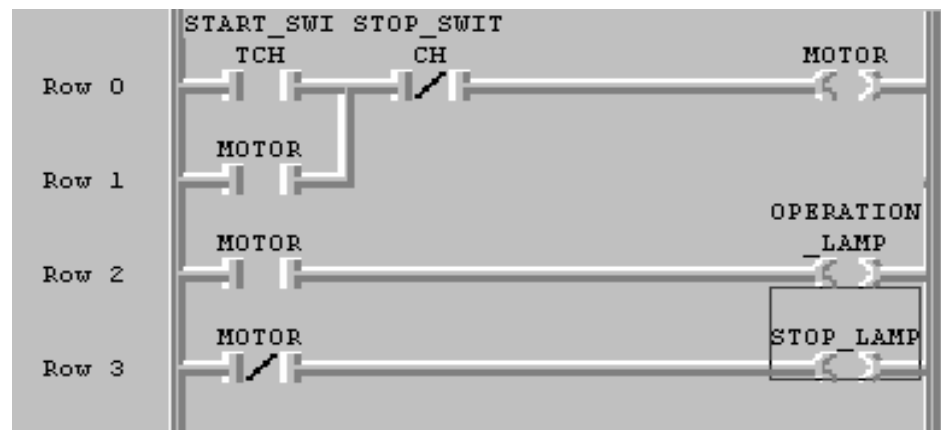 START_SWI STOP_SWIT
TCH CH MOTOR
Row 0
MOTOR
Row 1
OPERATION
MOTOR _LAMP
Row 2
MOTOR STOP_LAMP
Row 3